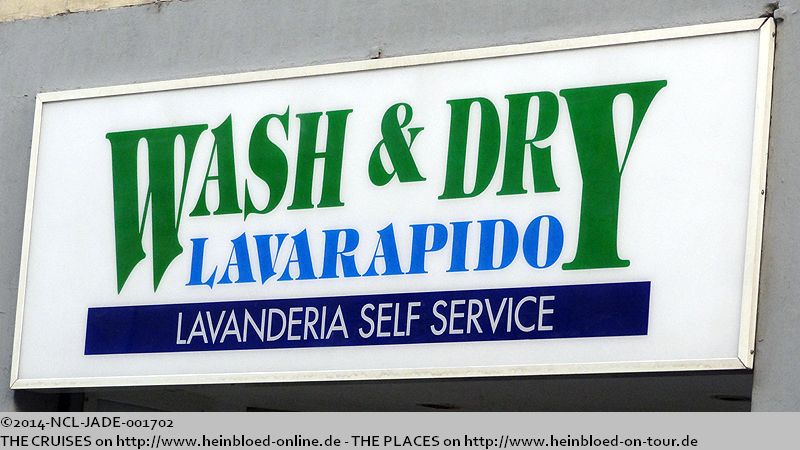 WASH & DRY
LAVARAPIDO
LAVANDERIA SELF SERVICE
©2014-NCL-JADE-001702
THE CRUISES on http://www.heinbloed-online.de - THE PLACES on http://www.heinbloed-on-tour.de